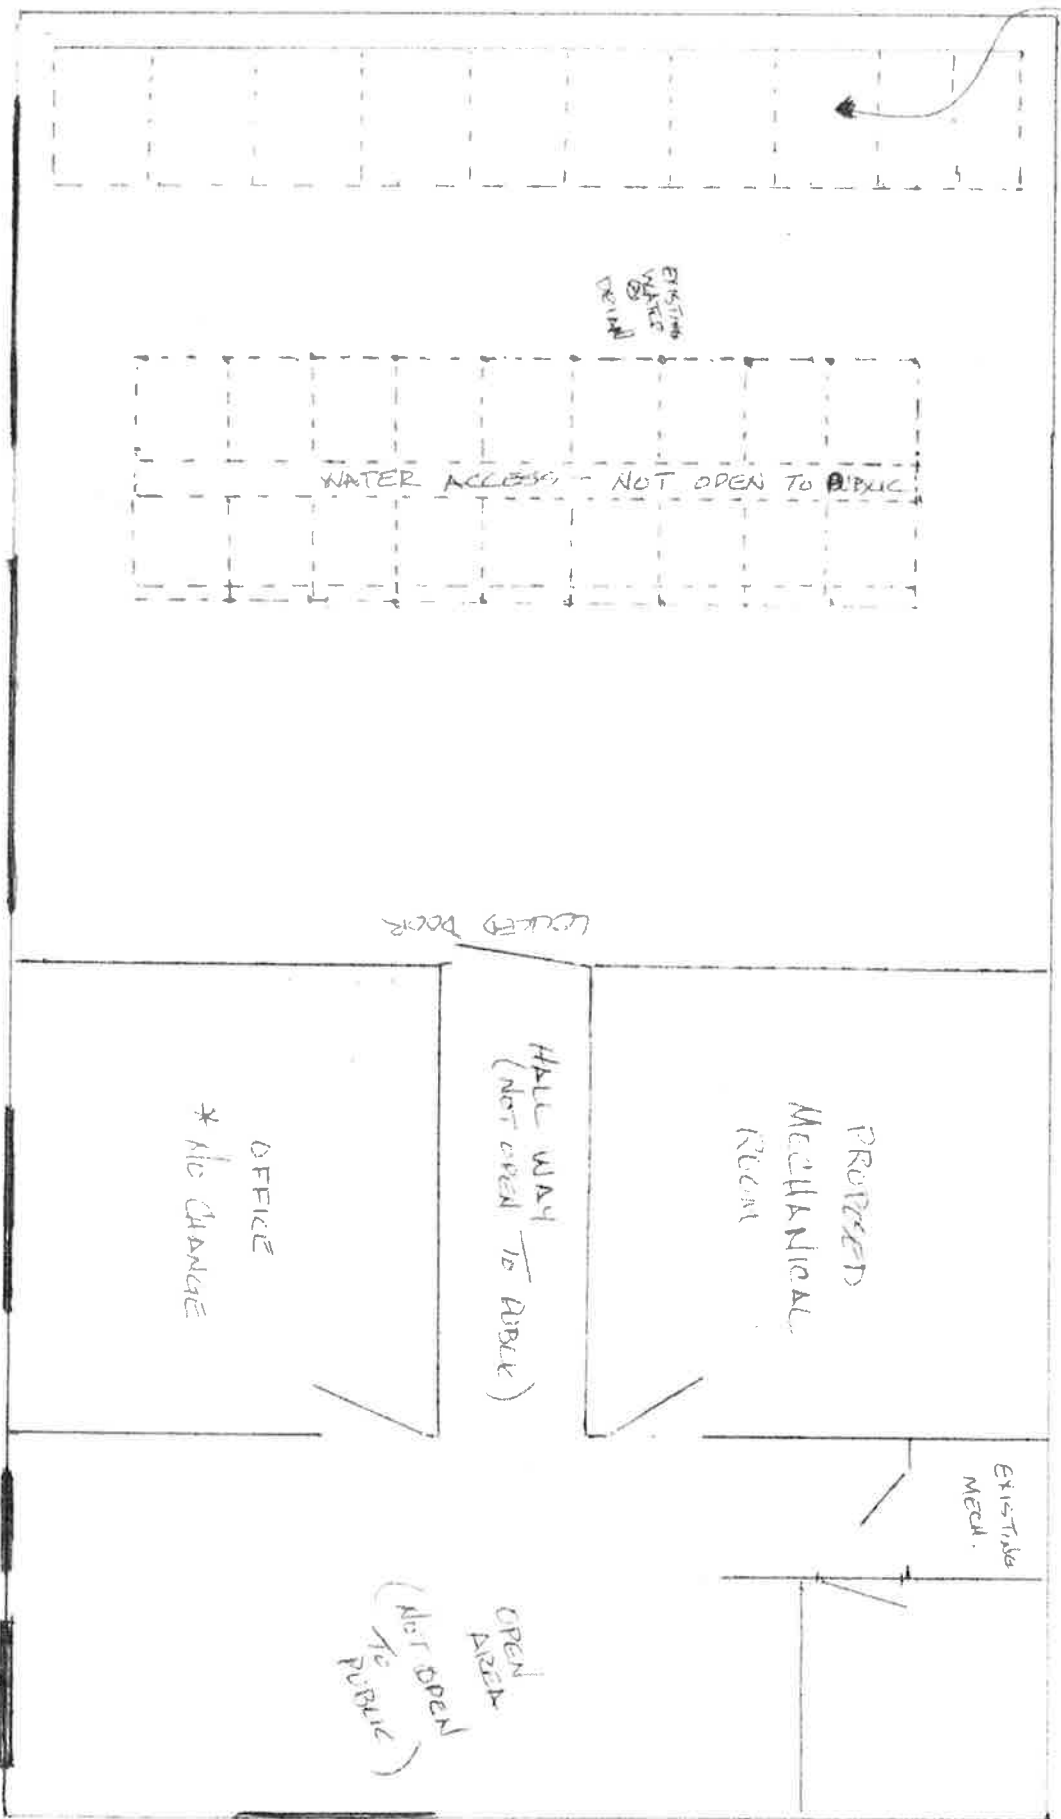 EXISTING
WATER
&
DRAIN
WATER ACCESS - NOT OPEN TO PUBLIC
LOCKED DOOR
HALL WAY
(NOT OPEN TO PUBLIC)
PROPOSED
MECHANICAL
ROOM
OFFICE
* NO CHANGE
EXISTING
MECH.
OPEN
AREA
(NOT OPEN
TO
PUBLIC)